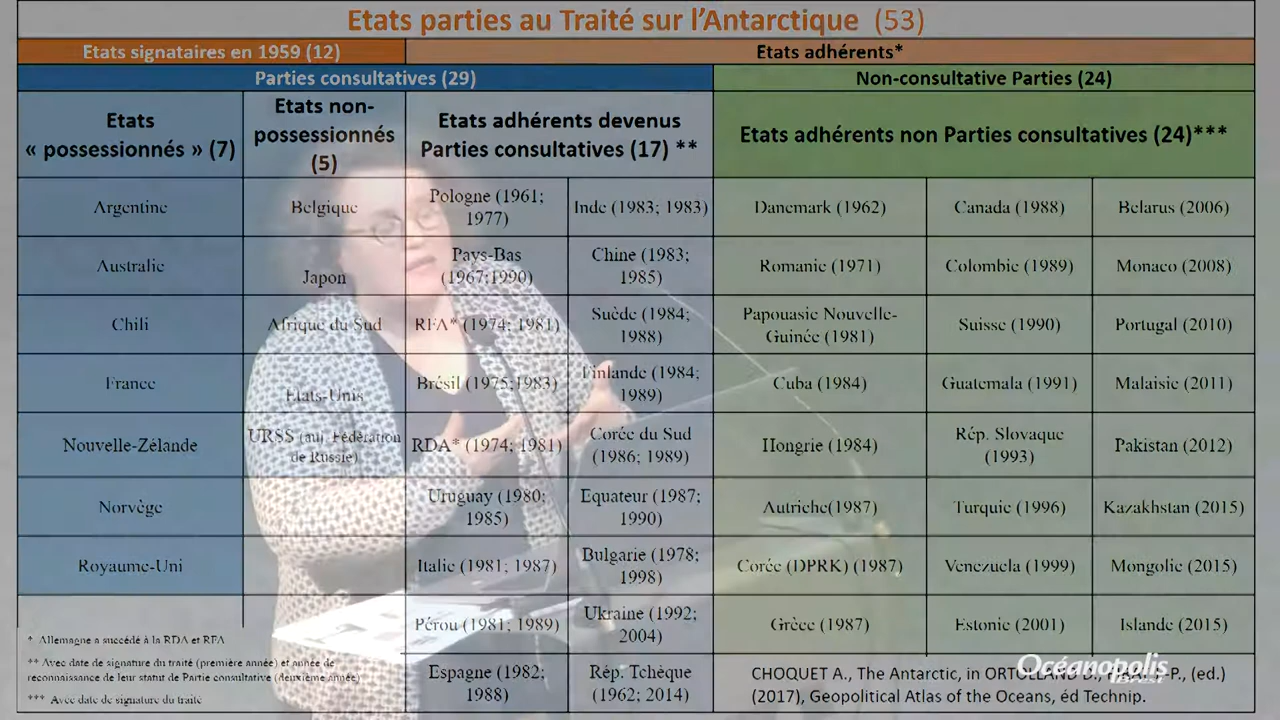 Etats parties au Traité sur l’Antarctique (53)
Etats signataires en 1959 (12)
Etats adhérents*
Parties consultatives (29)
Non-consultative Parties (24)
Etats
« possessionnés » (7)
Etats non-
possessionnés
(5)
Etats adhérents devenus
Parties consultatives (17) **
Etats adhérents non Parties consultatives (24)***
Argentine
Belgique
Pologne (1961;
1977)
Inde (1983; 1983)
Danemark (1962)
Canada (1988)
Belarus (2006)
Australie
Japon
Pays-Bas
(1967;1990)
Chine (1983;
1985)
Romanie (1971)
Colombie (1989)
Monaco (2008)
Chili
Afrique du Sud
RFA* (1974; 1981)
Suède (1984;
1988)
Papouasie Nouvelle-
Guinée (1981)
Suisse (1990)
Portugal (2010)
France
Etats-Unis
Brésil (1975;1983)
Finlande (1984;
1989)
Cuba (1984)
Guatemala (1991)
Malaisie (2011)
Nouvelle-Zélande
URSS (auj. Fédération
de Russie)
RDA* (1974; 1981)
Corée du Sud
(1986; 1989)
Hongrie (1984)
Rép. Slovaque
(1993)
Pakistan (2012)
Norvège
Uruguay (1980;
1985)
Equateur (1987;
1990)
Autriche(1987)
Turquie (1996)
Kazakhstan (2015)
Royaume-Uni
Italie (1981; 1987)
Bulgarie (1978;
1998)
Corée (DPRK) (1987)
Venezuela (1999)
Mongolie (2015)
Pérou (1981; 1989)
Ukraine (1992;
2004)
Grèce (1987)
Estonie (2001)
Islande (2015)
Espagne (1982;
1988)
Rép. Tchèque
(1962; 2014)
* Allemagne a succédé à la RDA et RFA
** Avec date de signature du traité (première année) et année de
reconnaissance de leur statut de Partie consultative (deuxième année)
*** Avec date de signature du traité
CHOQUET A., The Antarctic, in P., (ed.)
(2017), Geopolitical Atlas of the Oceans, éd Technip.
Océanopolis
BREST